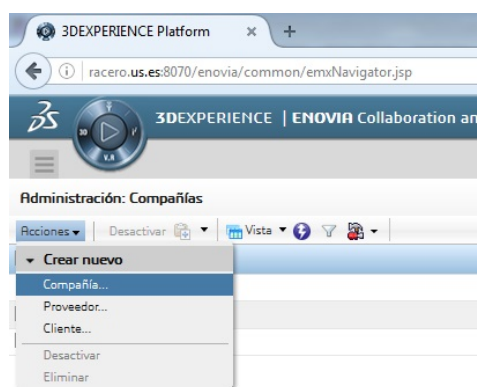 3DEXPERIENCE Platform
racero.us.es:8070/enovia/common/emxNavigator.jsp
3DEXPERIENCE | ENOVIA Collaboration an
V.R
Administración: Compañías
Acciones Desactivar Vista
Crear nuevo
Compañía...
Proveedor...
Cliente...
Desactivar
Eliminar